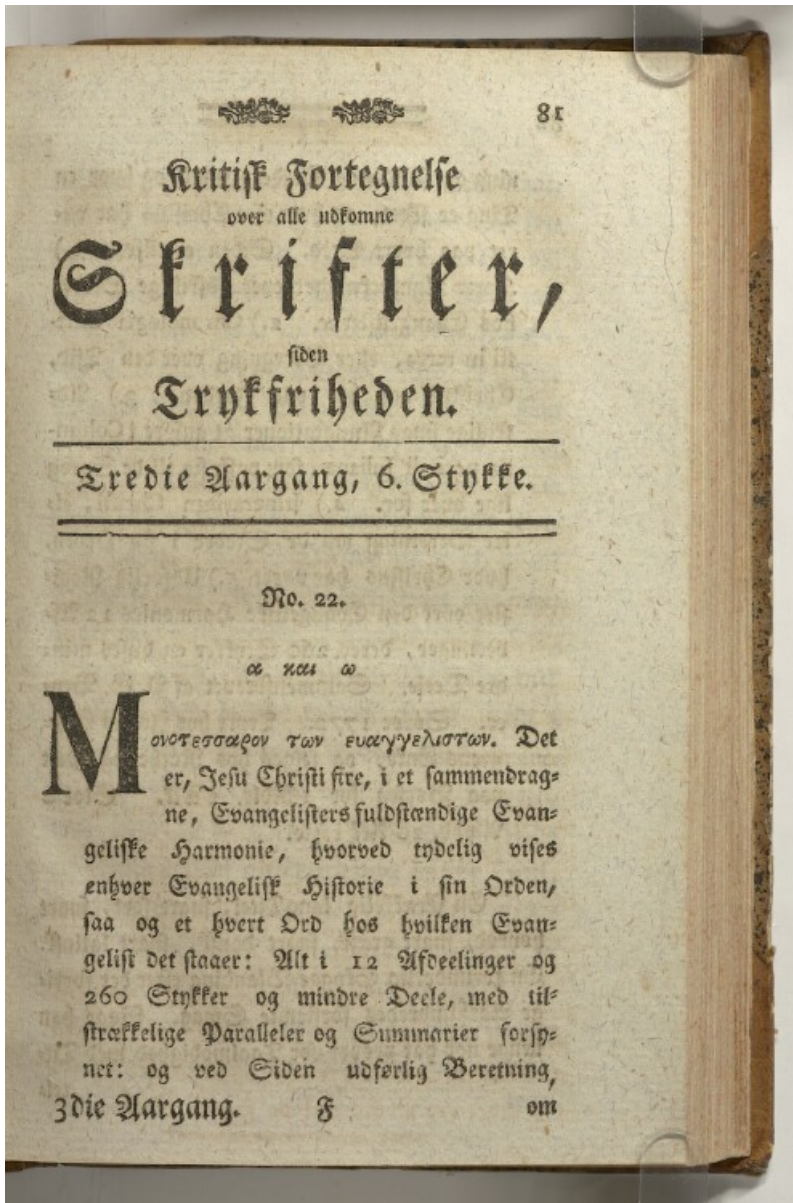 81
Kritisk Fortegnelse
over alle udkomne
Skrifter,
siden
Trykfriheden.
Tredie Aargang, 6. Stykke.
No. 22.
α και ω
Μονοτεσσαρον των ευαγγελιστων. Det
er, Jesu Christi fire, i et sammendrag-
ne, Evangelisters fuldstændige Evan-
geliske Harmonie, hvorved tydelig vises
enhver Evangelisk Historie i sin Orden,
saa og et hvert Ord hos hvilken Evan-
gelist det staaer: Alt i 12 Afdeelinger og
260 Stykker og mindre Deele, med til-
strækkelige Paralleler og Summarier forsy-
net: og ved Siden udførlig Beretning,
3die Aargang. F om